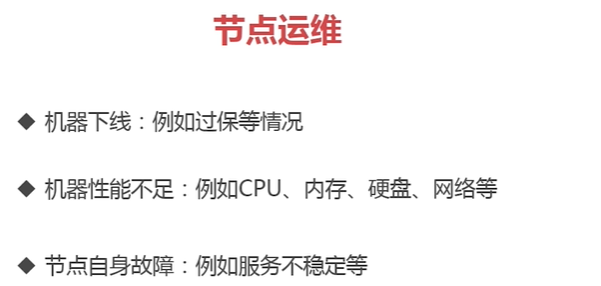 节点运维
◆ 机器下线：例如过保等情况
◆ 机器性能不足：例如CPU、内存、硬盘、网络等
◆ 节点自身故障：例如服务不稳定等